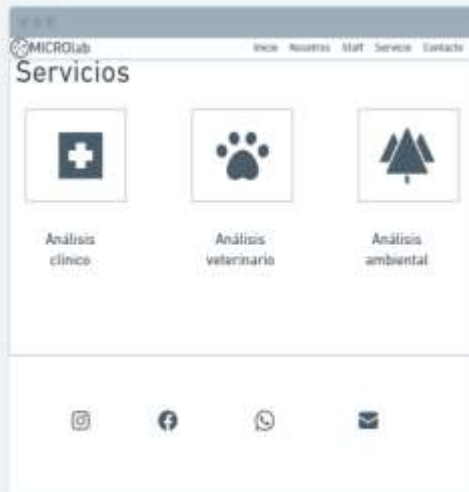 MICROLab
Inicio Nosotros Staff Servicio Contacto
Servicios
Análisis
clínico
Análisis
veterinario
Análisis
ambiental